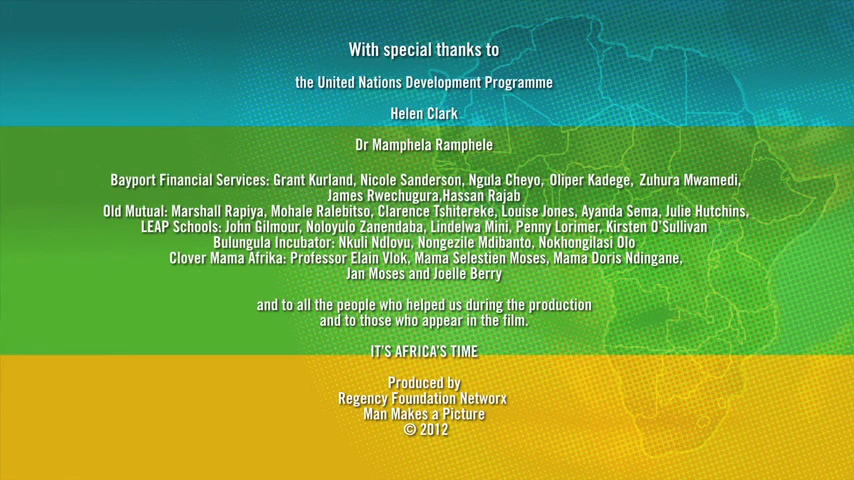 With special thanks to
the United Nations Development Programme
Helen Clark
Dr Mamphela Ramphele
Bayport Financial Services: Grant Kurland, Nicole Sanderson, Ngula Cheyo, Oliper Kadege, Zuhura Mwamedi,
James Rwechugura,Hassan Rajab
Old Mutual: Marshall Rapiya, Mohale Ralebitso, Clarence Tshitereke, Louise Jones, Ayanda Sema, Julie Hutchins,
LEAP Schools: John Gilmour, Noloyulo Zanendaba, Lindelwa Mini, Penny Lorimer, Kirsten O'Sullivan
Bulungula Incubator: Nkuli Ndlovu, Nongezile Mdibanto, Nokhongilasi Olo
Clover Mama Afrika: Professor Elain Vlok, Mama Selestien Moses, Mama Doris Ndingane,
Jan Moses and Joelle Berry
and to all the people who helped us during the production
and to those who appear in the film.
IT'S AFRICA'S TIME
Produced by
Regency Foundation Networx
Man Makes a Picture
© 2012